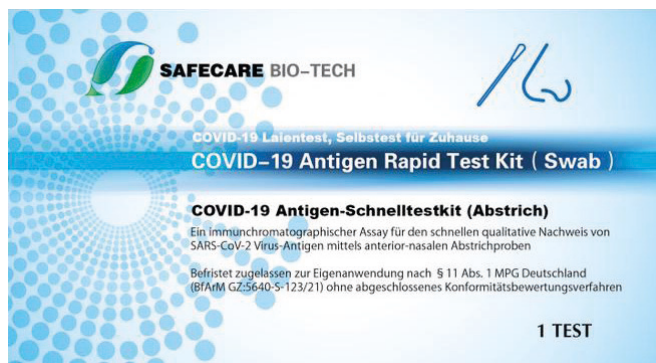 SAFECARE BIO-TECH
COVID-19 Laientest, Selbstest für Zuhause
COVID-19 Antigen Rapid Test Kit ( Swab )
COVID-19 Antigen-Schnelltestkit (Abstrich)
Ein immunchromatographischer Assay für den schnellen qualitative Nachweis von
SARS-CoV-2 Virus-Antigen mittels anterior-nasalen Abstrichproben
Befristet zugelassen zur Eigenanwendung nach § 11 Abs. 1 MPG Deutschland
(BfArM GZ:5640-S-123/21) ohne abgeschlossenes Konformitätsbewertungsverfahren
1 TEST